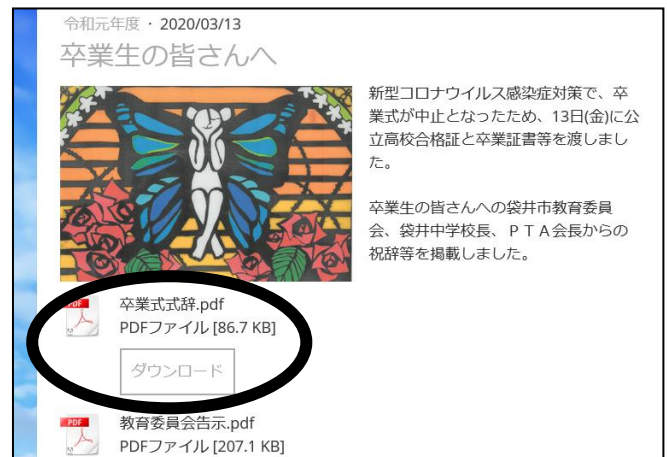 令和元年度・2020/03/13
卒業生の皆さんへ
新型コロナウイルス感染症対策で、卒
業式が中止となったため、13日(金)に公
立高校合格証と卒業証書等を渡しまし
た。
卒業生の皆さんへの袋井市教育委員
会、袋井中学校長、ＰＴＡ会長からの
祝辞等を掲載しました。
PDF
卒業式式辞.pdf
PDFファイル [86.7 KB]
ダウンロード
PDF
教育委員会告示.pdf
PDFファイル [207.1 KB]